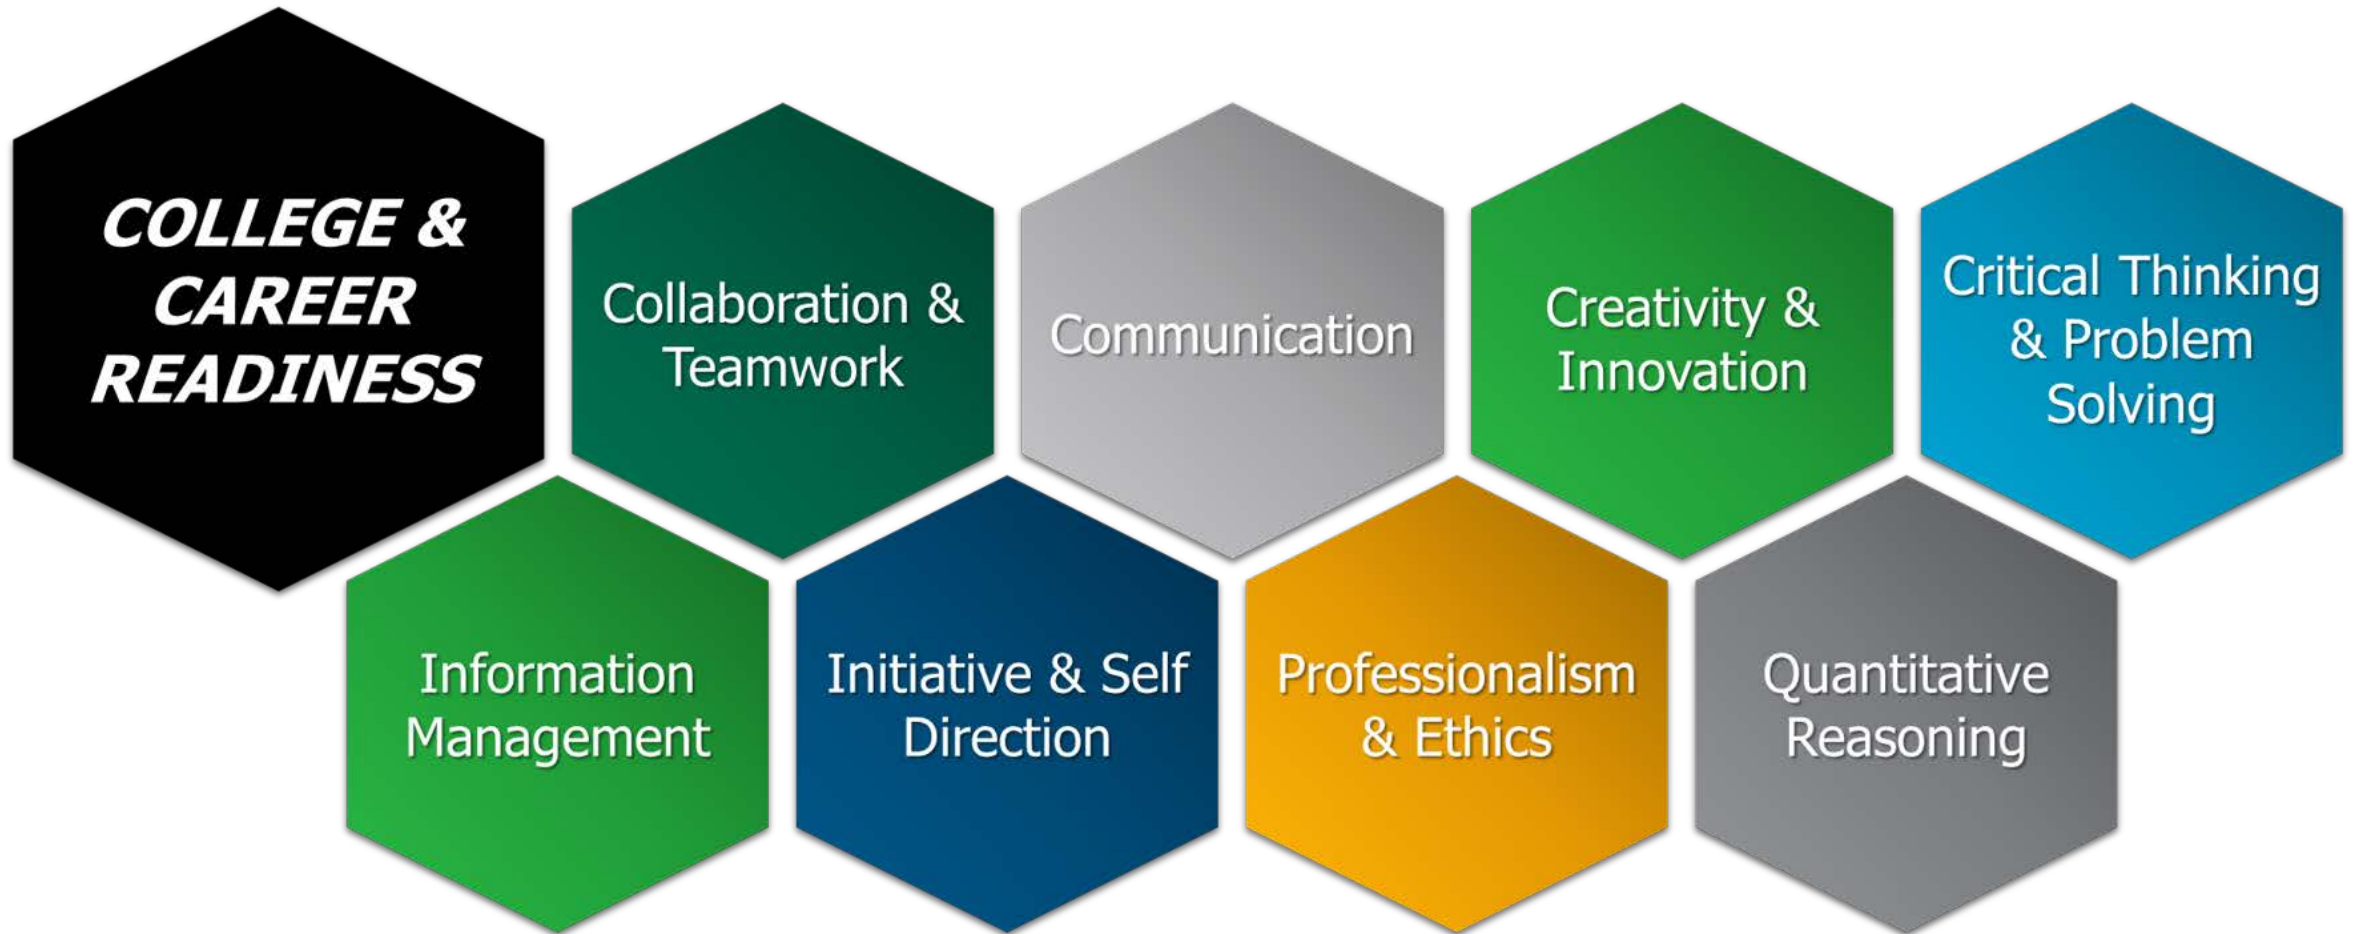 COLLEGE &
CAREER
READINESS
Collaboration &
Teamwork
Communication
Creativity &
Innovation
Critical Thinking
& Problem
Solving
Information
Management
Initiative & Self
Direction
Professionalism
& Ethics
Quantitative
Reasoning